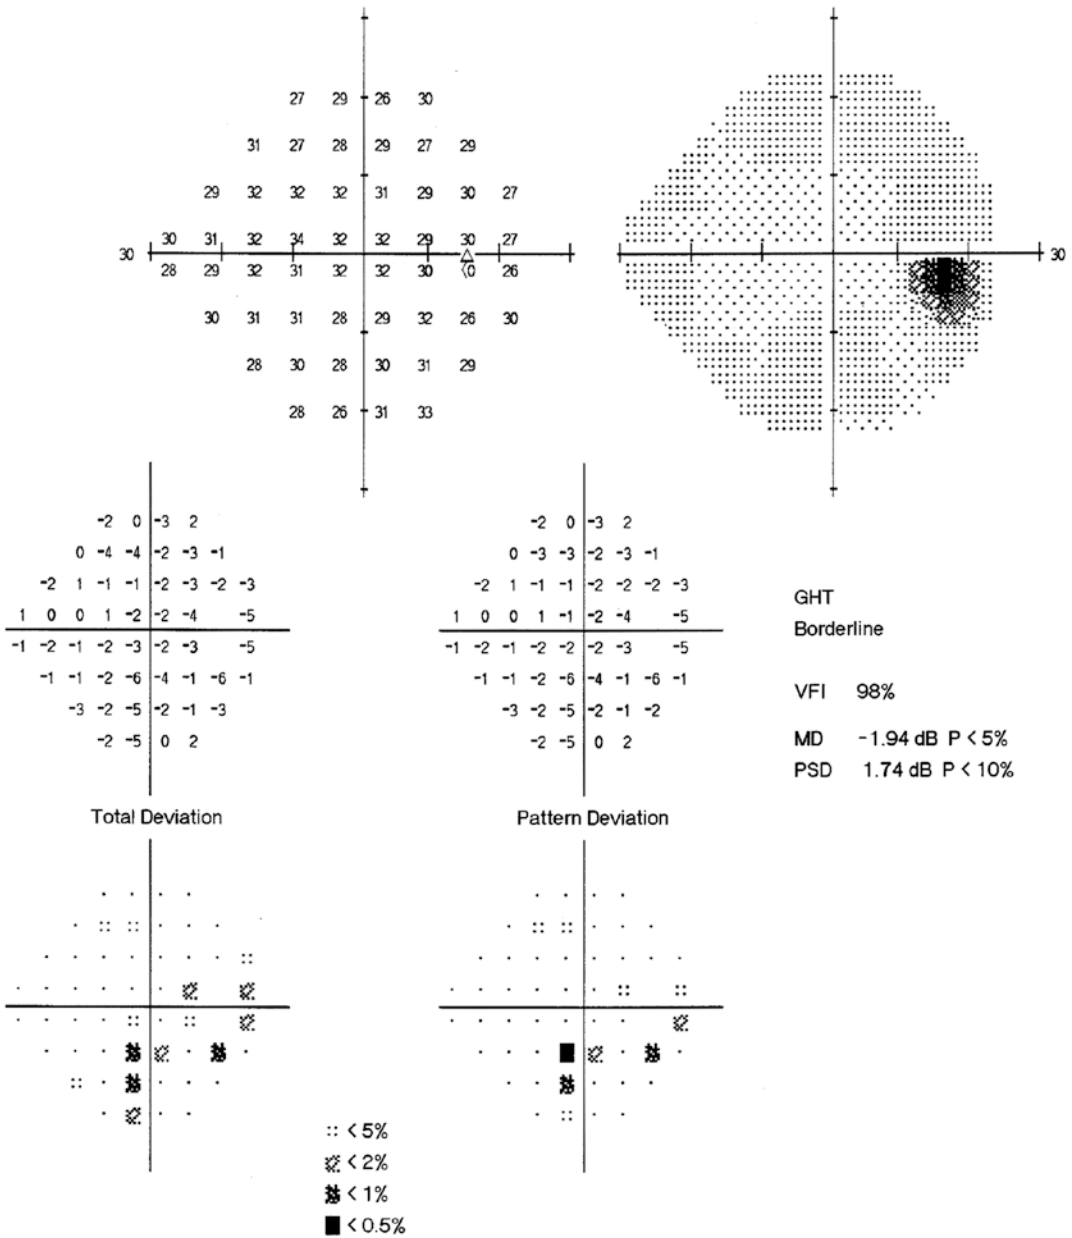 27 29 26 30
31 27 28 29 27 29
29 32 32 32 31 29 30 27
30 31 32 34 32 32 29 30 27
30
30
28 29 32 31 32 32 30 <0 26
30 31 31 28 29 32 26 30
28 30 28 30 31 29
28 26 31 33
-2 0 -3 2
0 -4 -4 -2 -3 -1
-2 1 -1 -1 -2 -3 -2 -3
1 0 0 1 -2 -2 -4 -5
-1 -2 -1 -2 -3 -2 -3 -5
-1 -1 -2 -6 -4 -1 -6 -1
-3 -2 -5 -2 -1 -3
-2 -5 0 2
Total Deviation
-2 0 -3 2
0 -3 -3 -2 -3 -1
-2 1 -1 -1 -2 -2 -2 -3
1 0 0 1 -1 -2 -4 -5
-1 -2 -1 -2 -2 -2 -3 -5
-1 -1 -2 -6 -4 -1 -6 -1
-3 -2 -5 -2 -1 -2
-2 -5 0 2
Pattern Deviation
GHT
Borderline
VFI 98%
MD -1.94 dB P < 5%
PSD 1.74 dB P < 10%
< 5%
< 2%
< 1%
< 0.5%